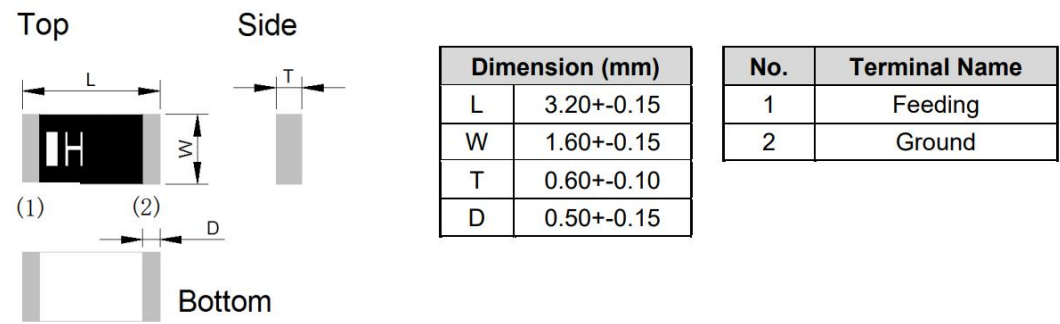 Top
Side
L
T
H
W
(1)
(2)
D
Bottom
Dimension (mm)
L 3.20+-0.15
W 1.60+-0.15
T 0.60+-0.10
D 0.50+-0.15
No. Terminal Name
1 Feeding
2 Ground